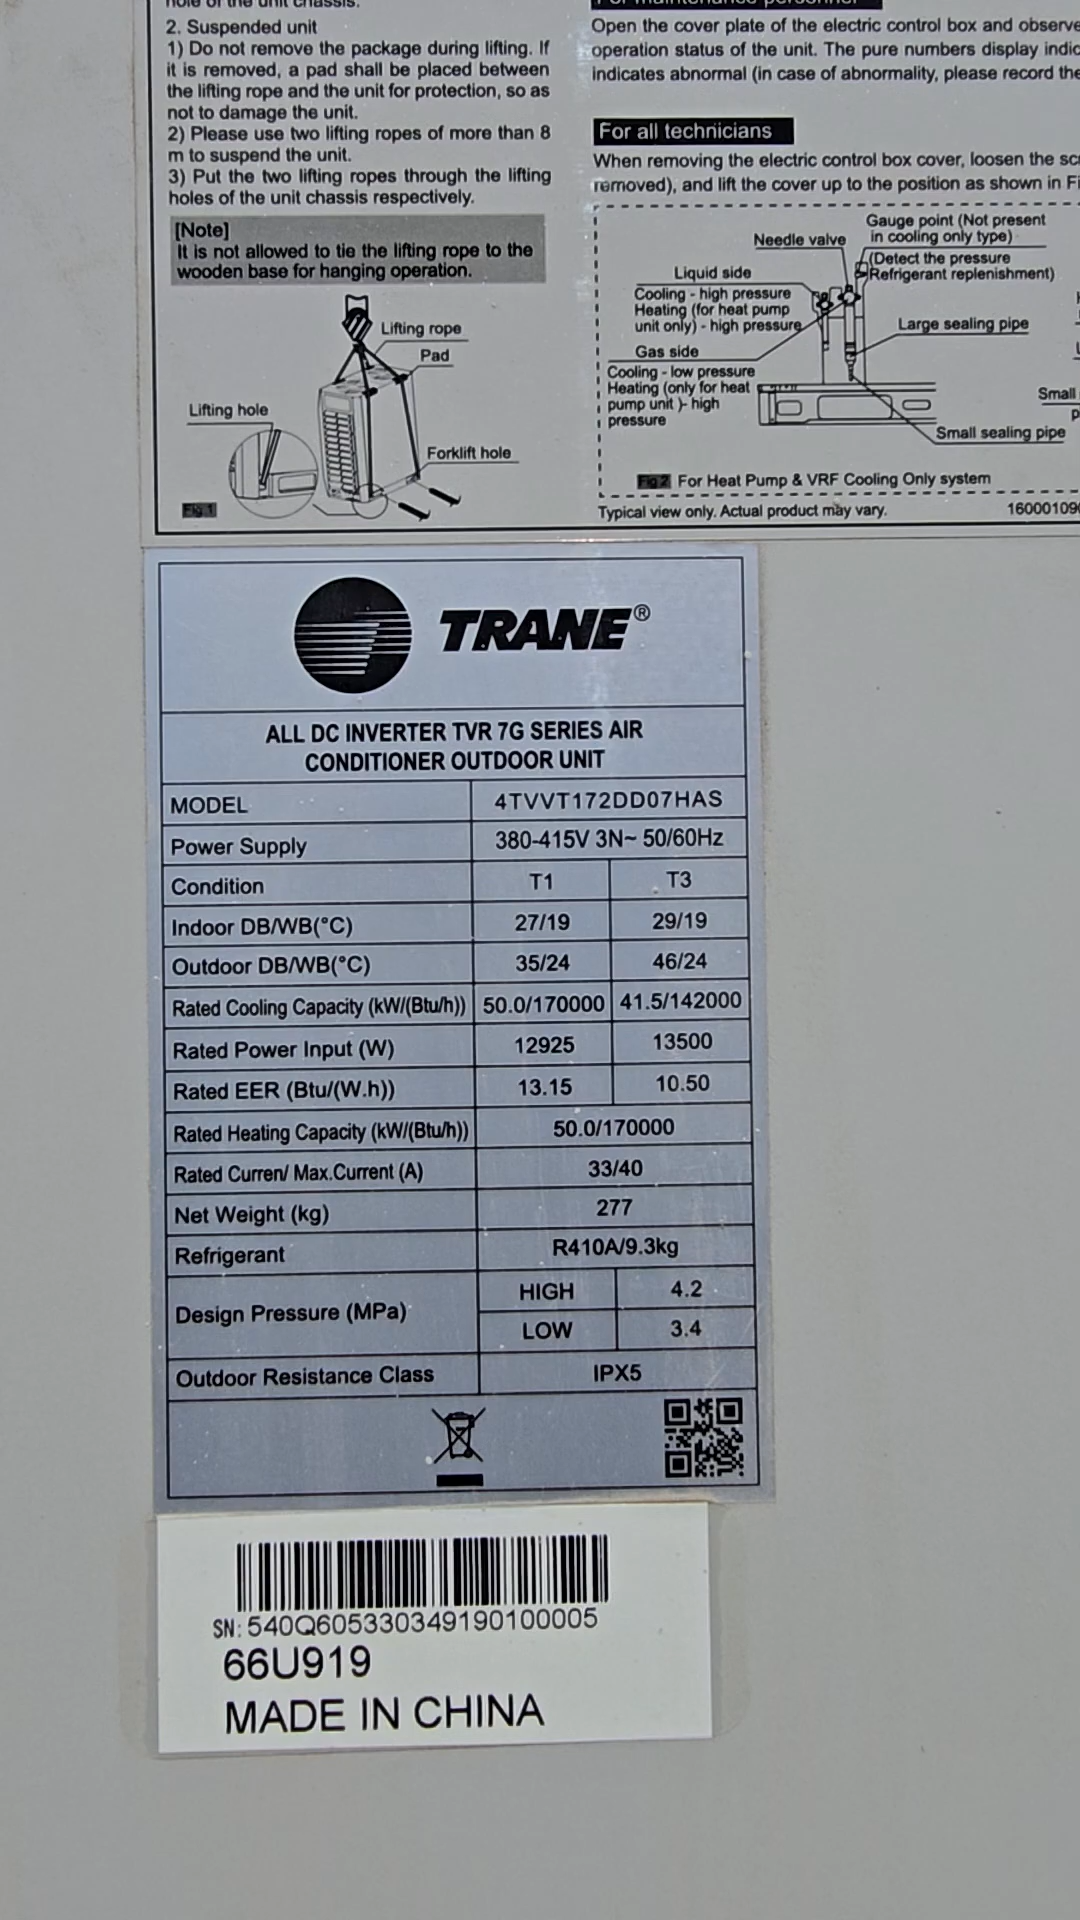 hole of the unit chassis.
2. Suspended unit
1) Do not remove the package during lifting. If
it is removed, a pad shall be placed between
the lifting rope and the unit for protection, so as
not to damage the unit.
2) Please use two lifting ropes of more than 8
m to suspend the unit.
3) Put the two lifting ropes through the lifting
holes of the unit chassis respectively.
[Note]
It is not allowed to tie the lifting rope to the
wooden base for hanging operation.
Lifting rope
Pad
Lifting hole
Forklift hole
Fig.1
For maintenance personnel
Open the cover plate of the electric control box and observe
operation status of the unit. The pure numbers display indic
indicates abnormal (in case of abnormality, please record the
For all technicians
When removing the electric control box cover, loosen the scr
removed), and lift the cover up to the position as shown in Fi
Gauge point (Not present
in cooling only type)
Needle valve
(Detect the pressure
Refrigerant replenishment)
Liquid side
Cooling - high pressure
Heating (for heat pump
unit only) - high pressure
Large sealing pipe
Gas side
Cooling - low pressure
Heating (only for heat
pump unit )- high
pressure
Small
p
Small sealing pipe
Fig 2 For Heat Pump & VRF Cooling Only system
Typical view only. Actual product may vary.
16000109
TRANE®
ALL DC INVERTER TVR 7G SERIES AIR
CONDITIONER OUTDOOR UNIT
MODEL 4TVVT172DD07HAS
Power Supply 380-415V 3N~ 50/60Hz
Condition T1 T3
Indoor DB/WB(°C) 27/19 29/19
Outdoor DB/WB(°C) 35/24 46/24
Rated Cooling Capacity (kW/(Btu/h)) 50.0/170000 41.5/142000
Rated Power Input (W) 12925 13500
Rated EER (Btu/(W.h)) 13.15 10.50
Rated Heating Capacity (kW/(Btu/h)) 50.0/170000
Rated Curren/ Max.Current (A) 33/40
Net Weight (kg) 277
Refrigerant R410A/9.3kg
Design Pressure (MPa) HIGH 4.2
LOW 3.4
Outdoor Resistance Class IPX5
SN: 540Q605330349190100005
66U919
MADE IN CHINA